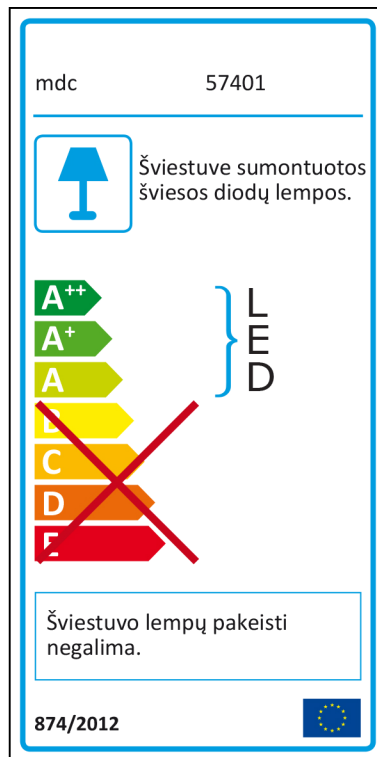 mdc 57401
Šviestuve sumontuotos
šviesos diodų lempos.
A++
A+
A
B
C
D
E
L
E
D
Šviestuvo lempų pakeisti
negalima.
874/2012